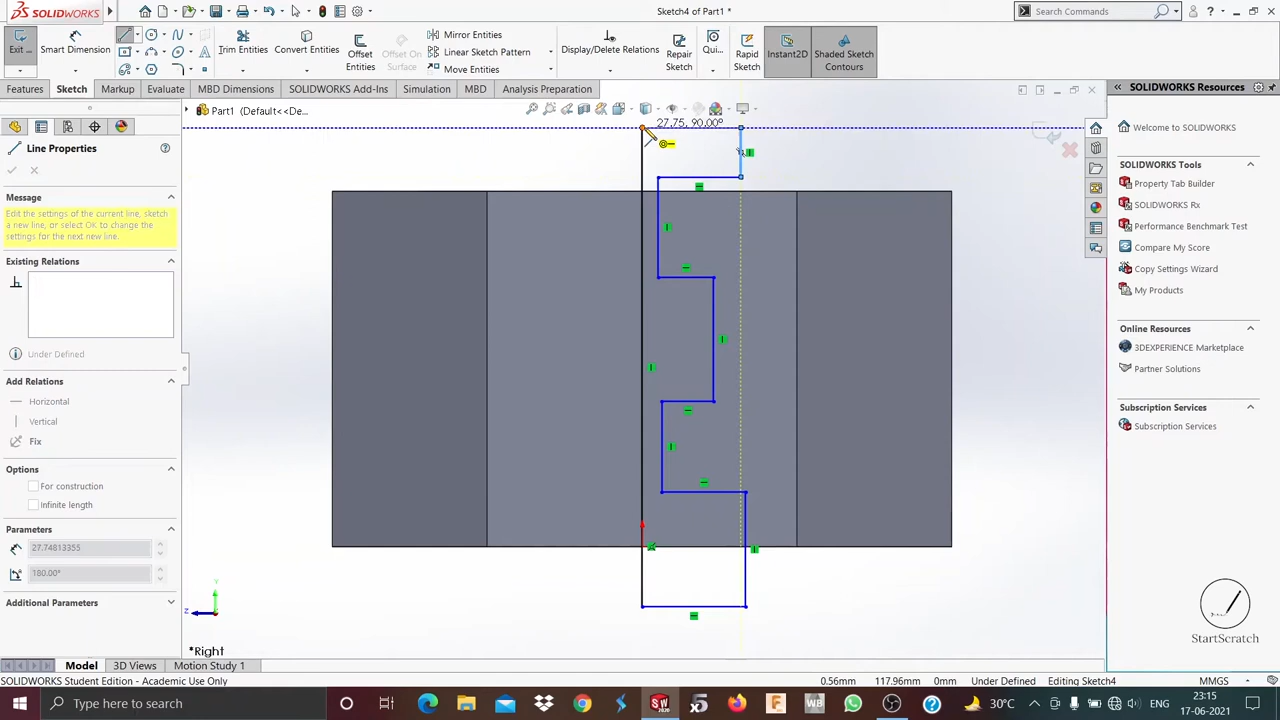 SOLIDWORKS
Sketch4 of Part1 *
Search Commands
Exit ...
Smart Dimension
Trim Entities
Convert Entities
Offset Entities
Offset On Surface
Mirror Entities
Linear Sketch Pattern
Move Entities
Display/Delete Relations
Repair Sketch
Qui...
Rapid Sketch
Instant2D
Shaded Sketch Contours
Features
Sketch
Markup
Evaluate
MBD Dimensions
SOLIDWORKS Add-Ins
Simulation
MBD
Analysis Preparation
Part1 (Default<<De...
SOLIDWORKS Resources
Line Properties
Message
Edit the settings of the current line, sketch
a new line, or select OK to change the
settings for the next new line.
Existing Relations
Under Defined
Add Relations
Horizontal
Vertical
Fix
Options
For construction
Infinite length
Parameters
27.74813355
180.00°
Additional Parameters
27.75, 90.00°
Y
Z
*Right
Welcome to SOLIDWORKS
SOLIDWORKS Tools
Property Tab Builder
SOLIDWORKS Rx
Performance Benchmark Test
Compare My Score
Copy Settings Wizard
My Products
Online Resources
3DEXPERIENCE Marketplace
Partner Solutions
Subscription Services
Subscription Services
StartScratch
Model
3D Views
Motion Study 1
SOLIDWORKS Student Edition - Academic Use Only
0.56mm
117.96mm
0mm
Under Defined
Editing Sketch4
MMGS
Type here to search
SW
2020
WB
30°C
ENG
23:15
17-06-2021